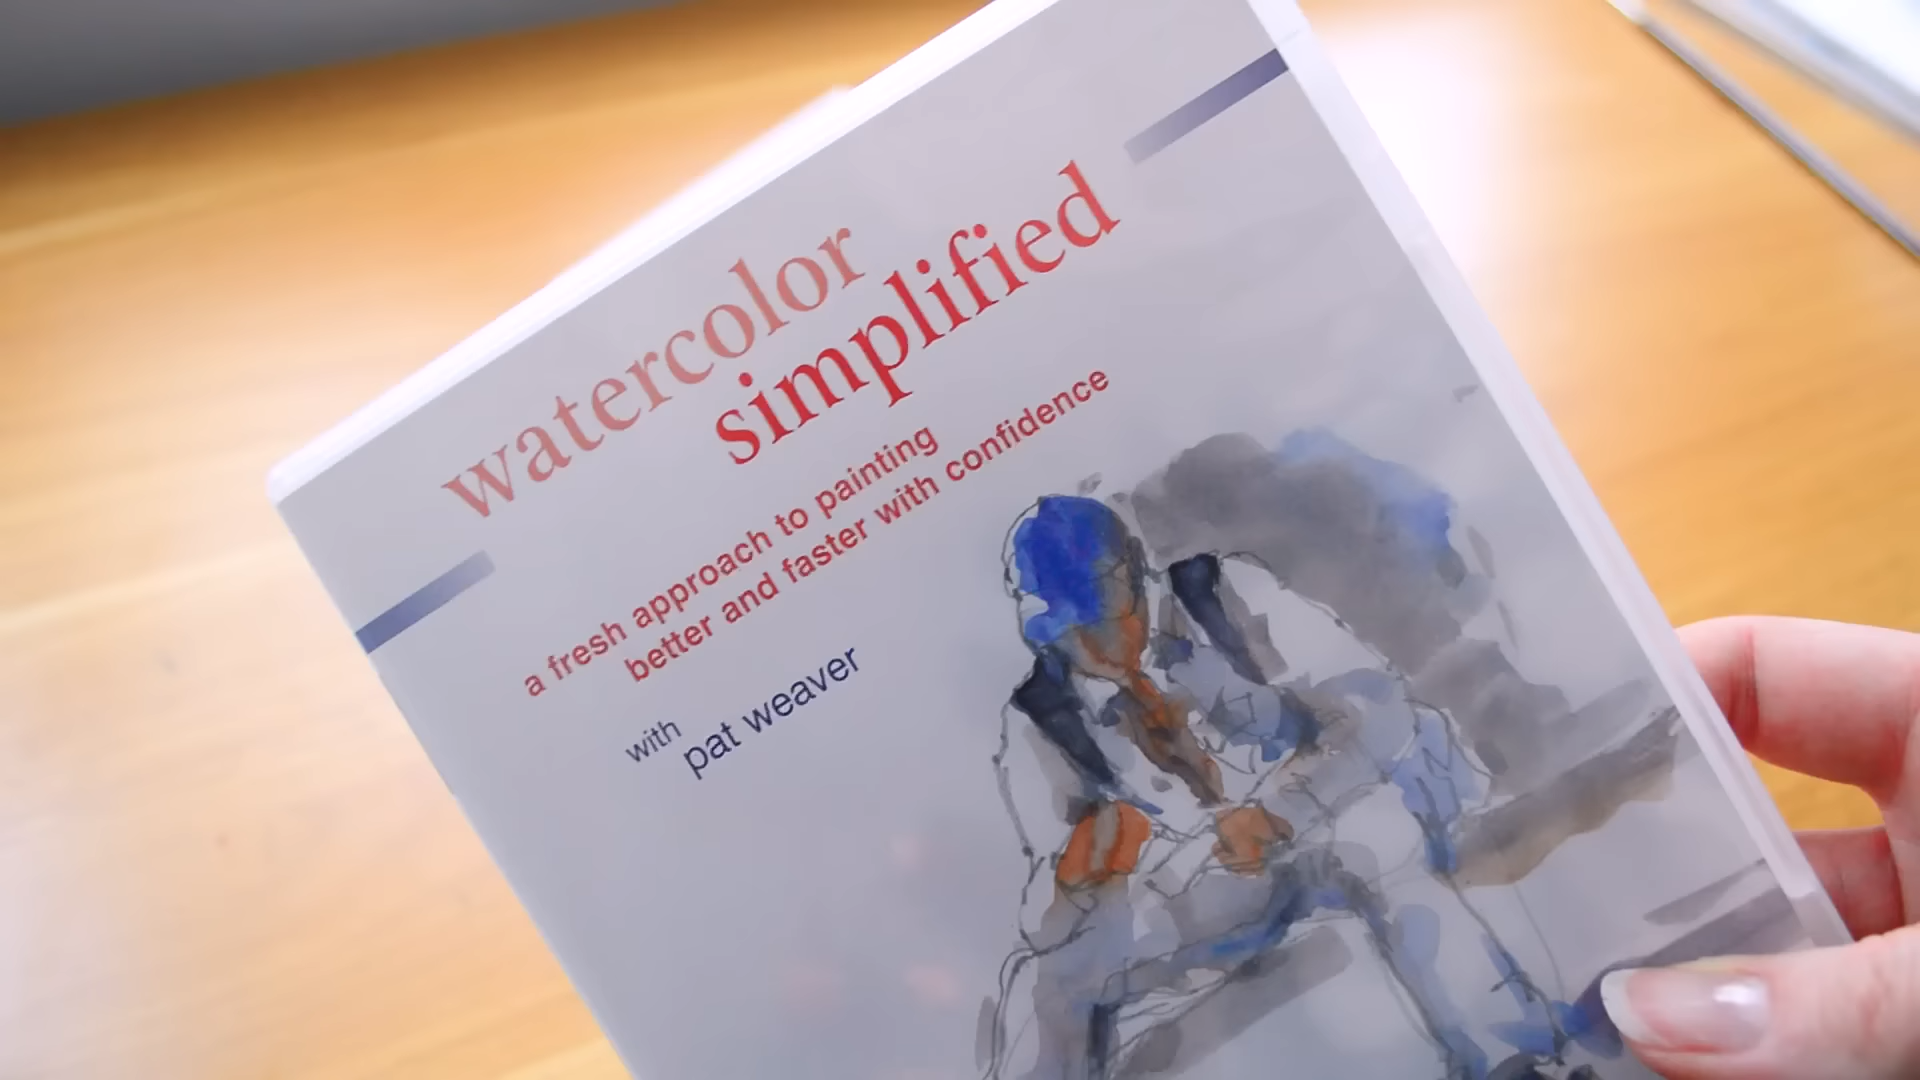 watercolor
simplified
a fresh approach to painting
better and faster with confidence
with
pat weaver